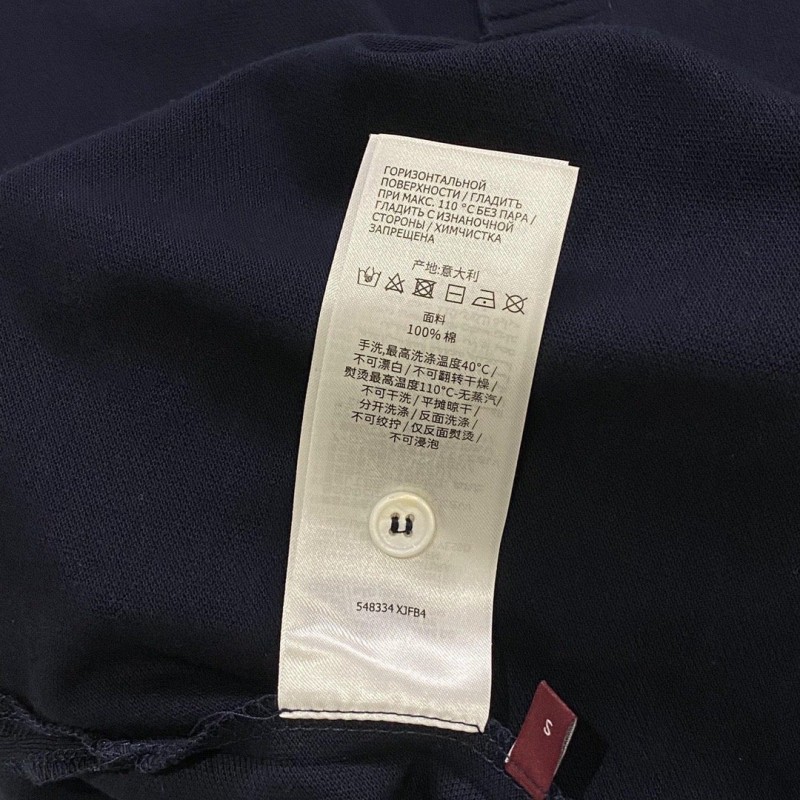 ГОРИЗОНТАЛЬНОЙ
ПОВЕРХНОСТИ / ГЛАДИТЬ
ПРИ МАКС. 110 °C БЕЗ ПАРА /
ГЛАДИТЬ С ИЗНАНОЧНОЙ
СТОРОНЫ / ХИМЧИСТКА
ЗАПРЕЩЕНА
产地:意大利
面料
100% 棉
手洗,最高洗涤温度40°C /
不可漂白 / 不可翻转干燥 /
熨烫最高温度110°C-无蒸汽/
不可干洗 / 平摊晾干 /
分开洗涤 / 反面洗涤 /
不可绞拧 / 仅反面熨烫 /
不可浸泡
548334 XJFB4
S